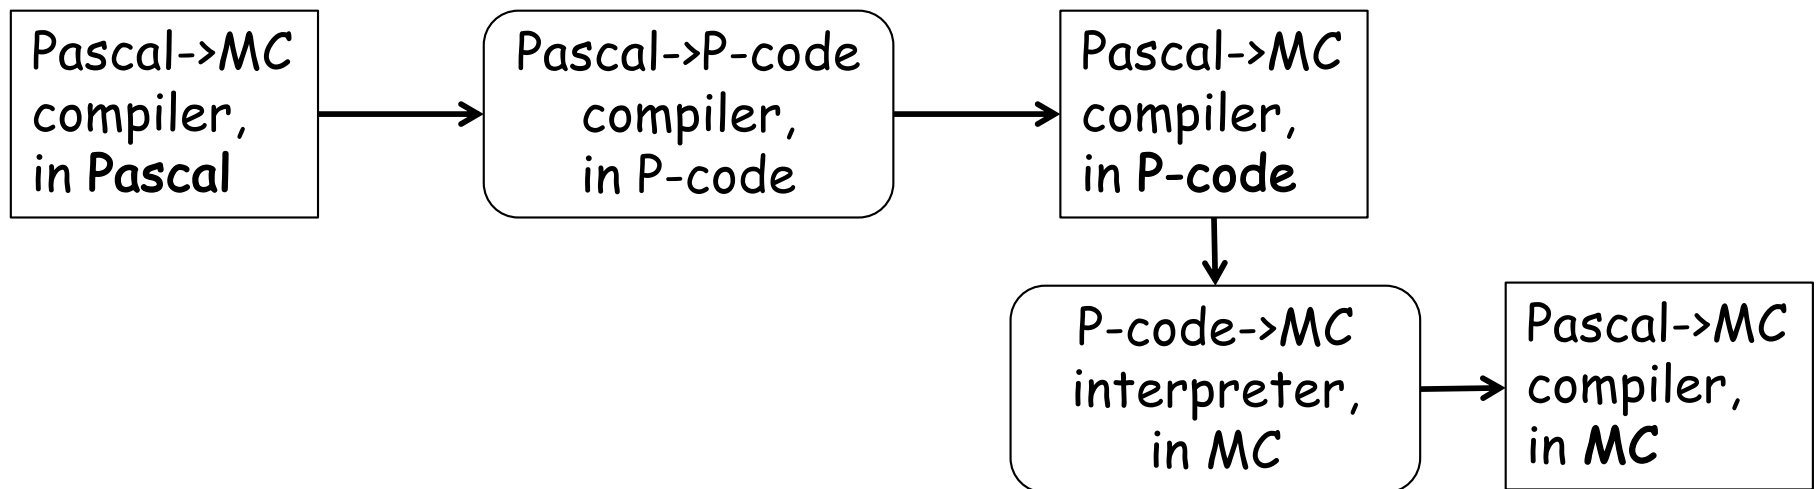 Pascal->MC
compiler,
in Pascal
Pascal->P-code
compiler,
in P-code
Pascal->MC
compiler,
in P-code
P-code->MC
interpreter,
in MC
Pascal->MC
compiler,
in MC